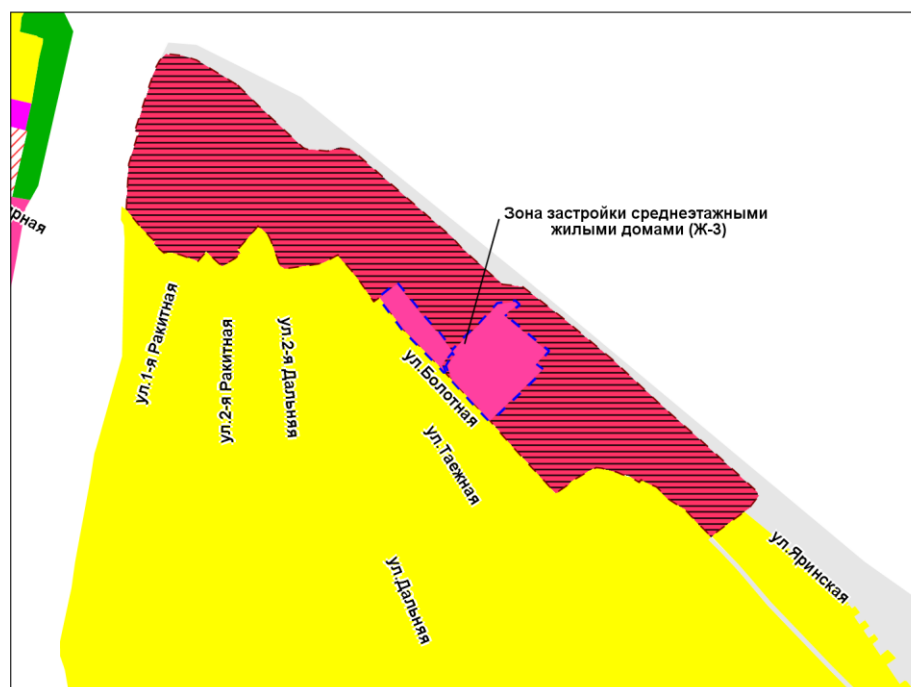 Зона застройки среднеэтажными
жилыми домами (Ж-3)
ул.1-я Ракитная
ул.2-я Ракитная
ул.2-я Дальняя
ул.Болотная
ул.Таежная
ул.Дальняя
ул.Яринская